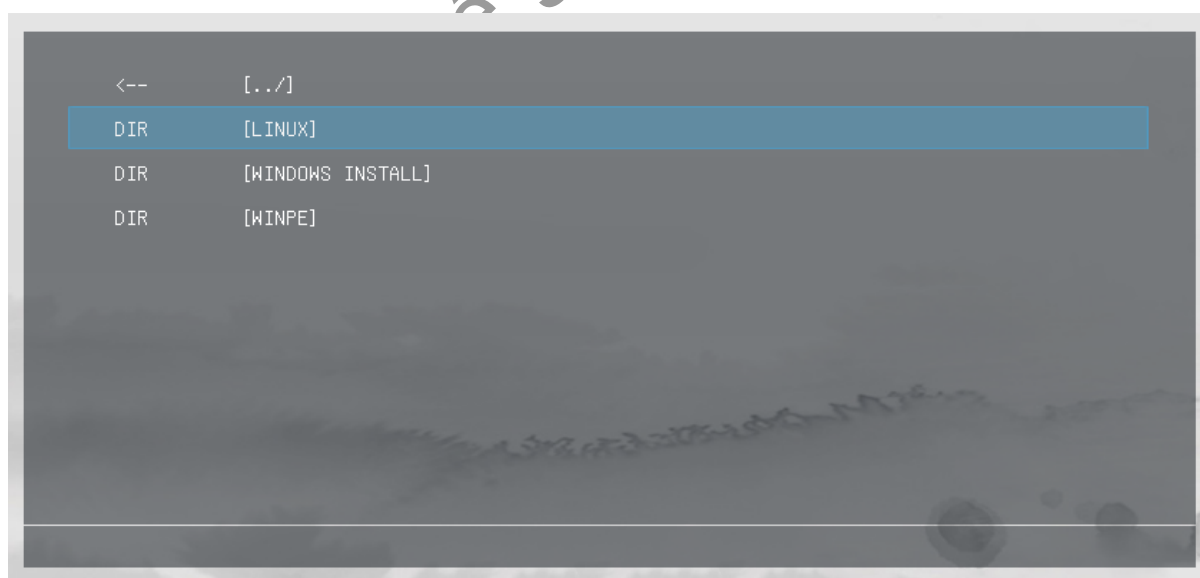 <-- [../]
DIR [LINUX]
DIR [WINDOWS INSTALL]
DIR [WINPE]